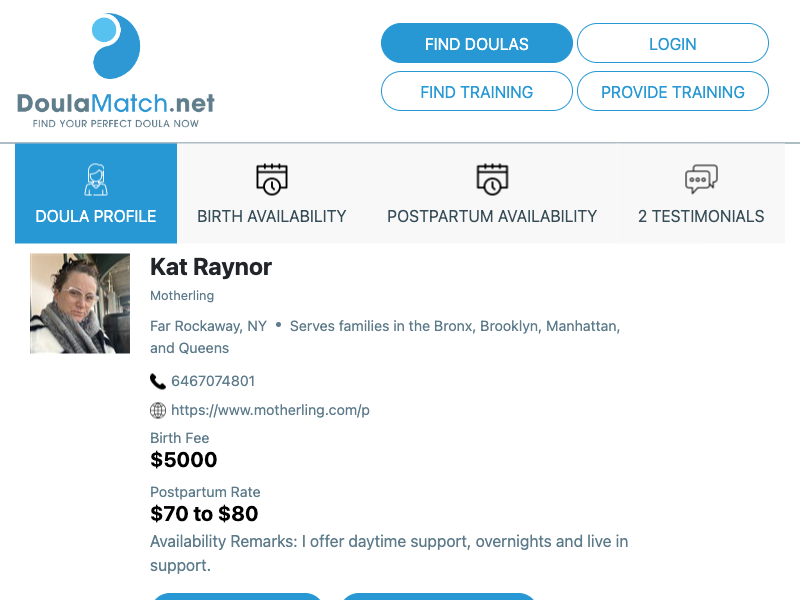 DoulaMatch.net
FIND YOUR PERFECT DOULA NOW
FIND DOULAS
LOGIN
FIND TRAINING
PROVIDE TRAINING
DOULA PROFILE
BIRTH AVAILABILITY
POSTPARTUM AVAILABILITY
2 TESTIMONIALS
Kat Raynor
Motherling
Far Rockaway, NY • Serves families in the Bronx, Brooklyn, Manhattan,
and Queens
6467074801
https://www.motherling.com/p
Birth Fee
$5000
Postpartum Rate
$70 to $80
Availability Remarks: I offer daytime support, overnights and live in
support.